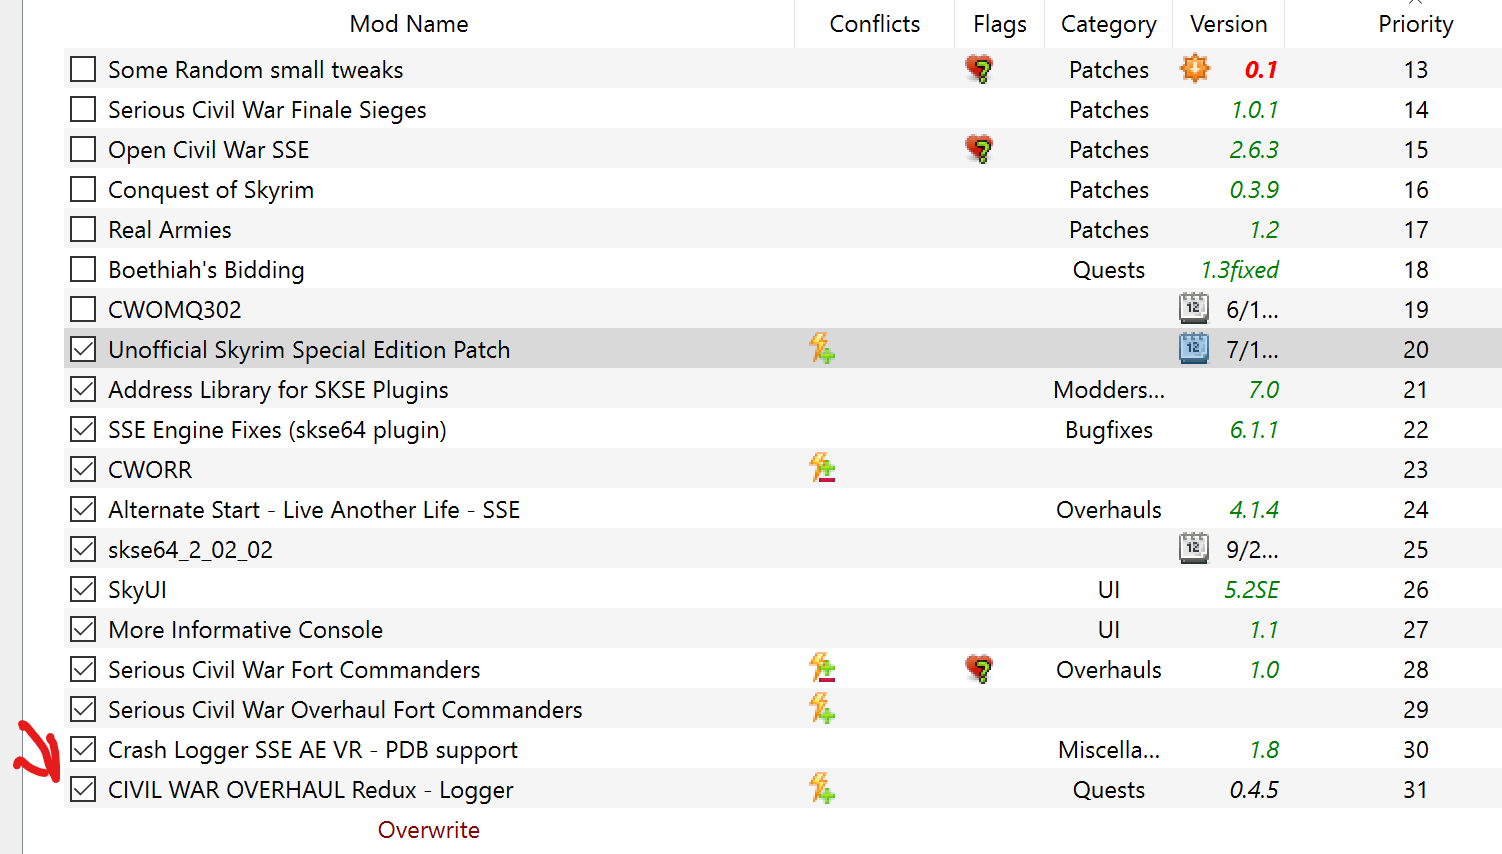 Mod Name Conflicts Flags Category Version Priority
Some Random small tweaks Patches 0.1 13
Serious Civil War Finale Sieges Patches 1.0.1 14
Open Civil War SSE Patches 2.6.3 15
Conquest of Skyrim Patches 0.3.9 16
Real Armies Patches 1.2 17
Boethiah's Bidding Quests 1.3fixed 18
CWOMQ302 12 6/1... 19
Unofficial Skyrim Special Edition Patch 12 7/1... 20
Address Library for SKSE Plugins Modders... 7.0 21
SSE Engine Fixes (skse64 plugin) Bugfixes 6.1.1 22
CWORR 23
Alternate Start - Live Another Life - SSE Overhauls 4.1.4 24
skse64_2_02_02 12 9/2... 25
SkyUI UI 5.2SE 26
More Informative Console UI 1.1 27
Serious Civil War Fort Commanders Overhauls 1.0 28
Serious Civil War Overhaul Fort Commanders 29
Crash Logger SSE AE VR - PDB support Miscella... 1.8 30
CIVIL WAR OVERHAUL Redux - Logger Quests 0.4.5 31
Overwrite